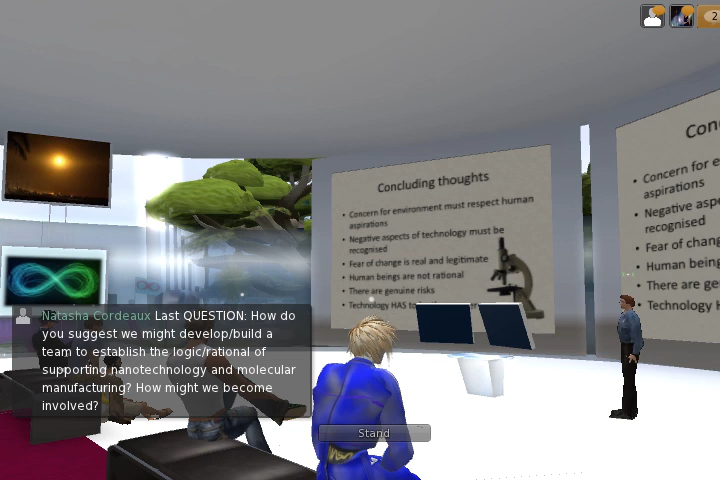 2
Concluding thoughts
• Concern for environment must respect human
aspirations
• Negative aspects of technology must be
recognised
• Fear of change is real and legitimate
• Human beings are not rational
• There are genuine risks
• Technology HAS to
• Concern for e
aspirations
• Negative aspe
recognised
• Fear of chang
• Human being
• There are gen
• Technology H
Natasha Cordeaux Last QUESTION: How do
you suggest we might develop/build a
team to establish the logic/rational of
supporting nanotechnology and molecular
manufacturing? How might we become
involved?
Stand